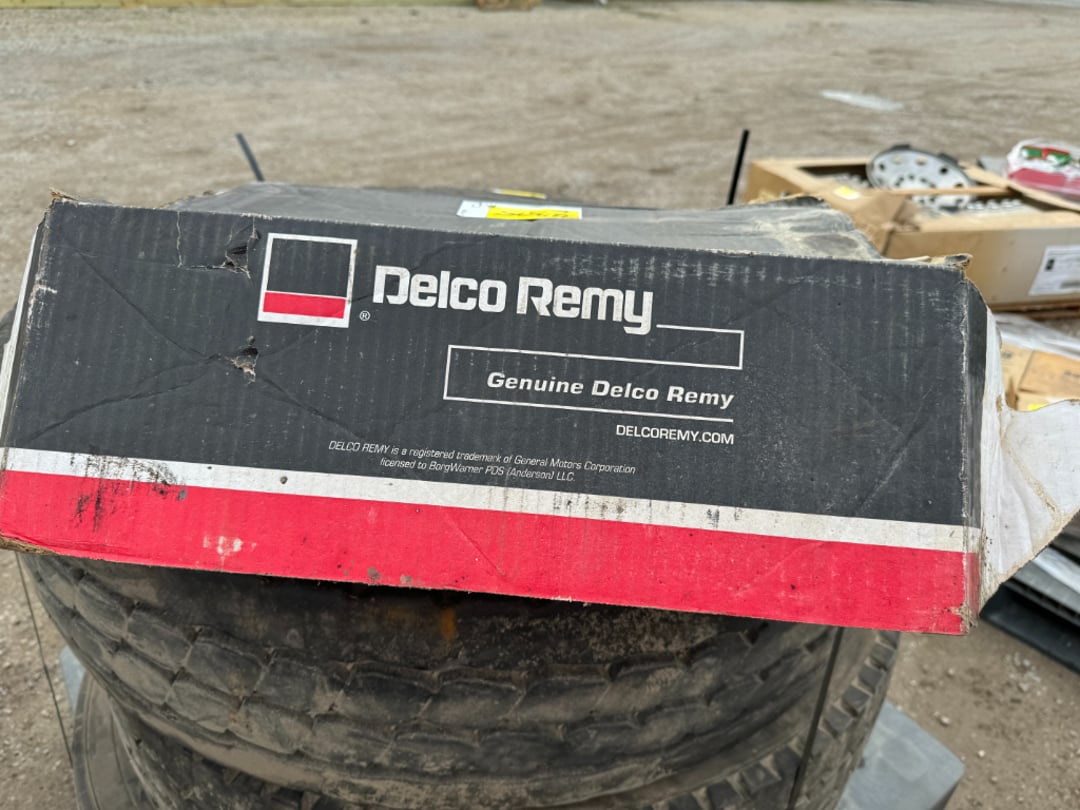 Delco Remy
®
Genuine Delco Remy
DELCOREMY.COM
DELCO REMY is a registered trademark of General Motors Corporation
licensed to BorgWarner PDS (Anderson) LLC.